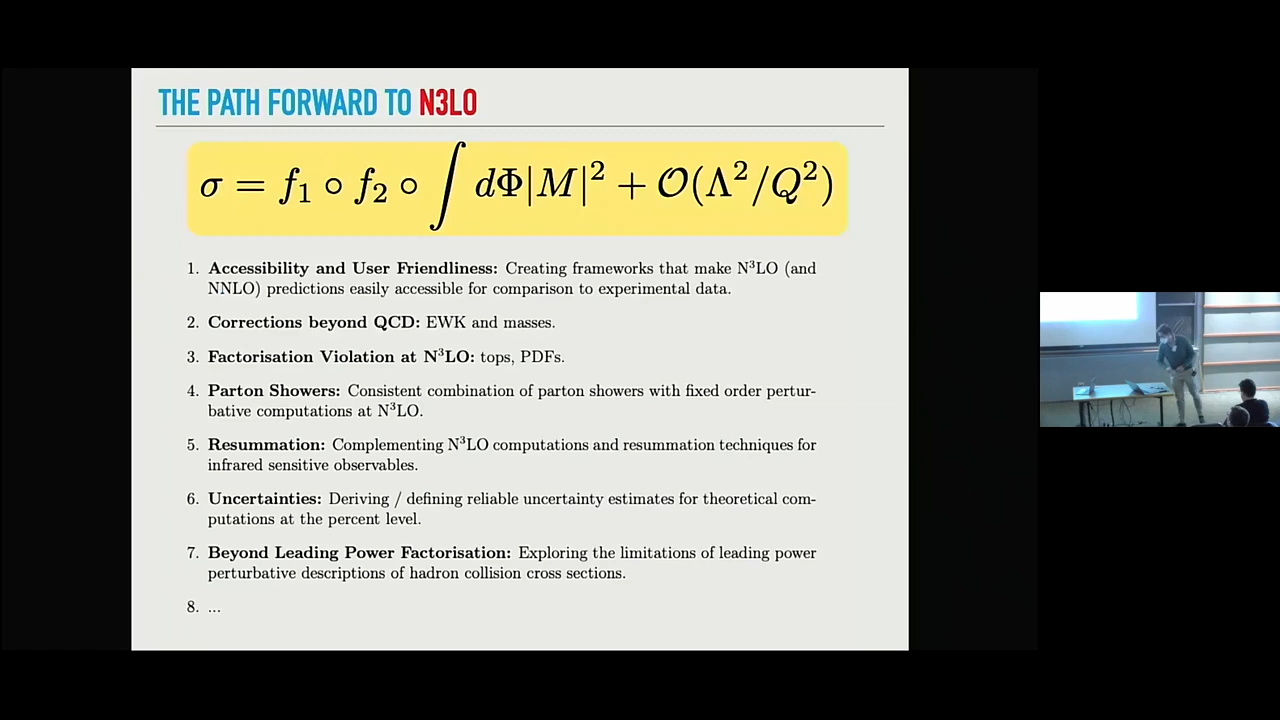 THE PATH FORWARD TO N3LO
σ = f₁ ∘ f₂ ∘ ∫ dΦ|M|² + 𝒪(Λ²/Q²)
1. Accessibility and User Friendliness: Creating frameworks that make N³LO (and
NNLO) predictions easily accessible for comparison to experimental data.
2. Corrections beyond QCD: EWK and masses.
3. Factorisation Violation at N³LO: tops, PDFs.
4. Parton Showers: Consistent combination of parton showers with fixed order pertur-
bative computations at N³LO.
5. Resummation: Complementing N³LO computations and resummation techniques for
infrared sensitive observables.
6. Uncertainties: Deriving / defining reliable uncertainty estimates for theoretical com-
putations at the percent level.
7. Beyond Leading Power Factorisation: Exploring the limitations of leading power
perturbative descriptions of hadron collision cross sections.
8. ...